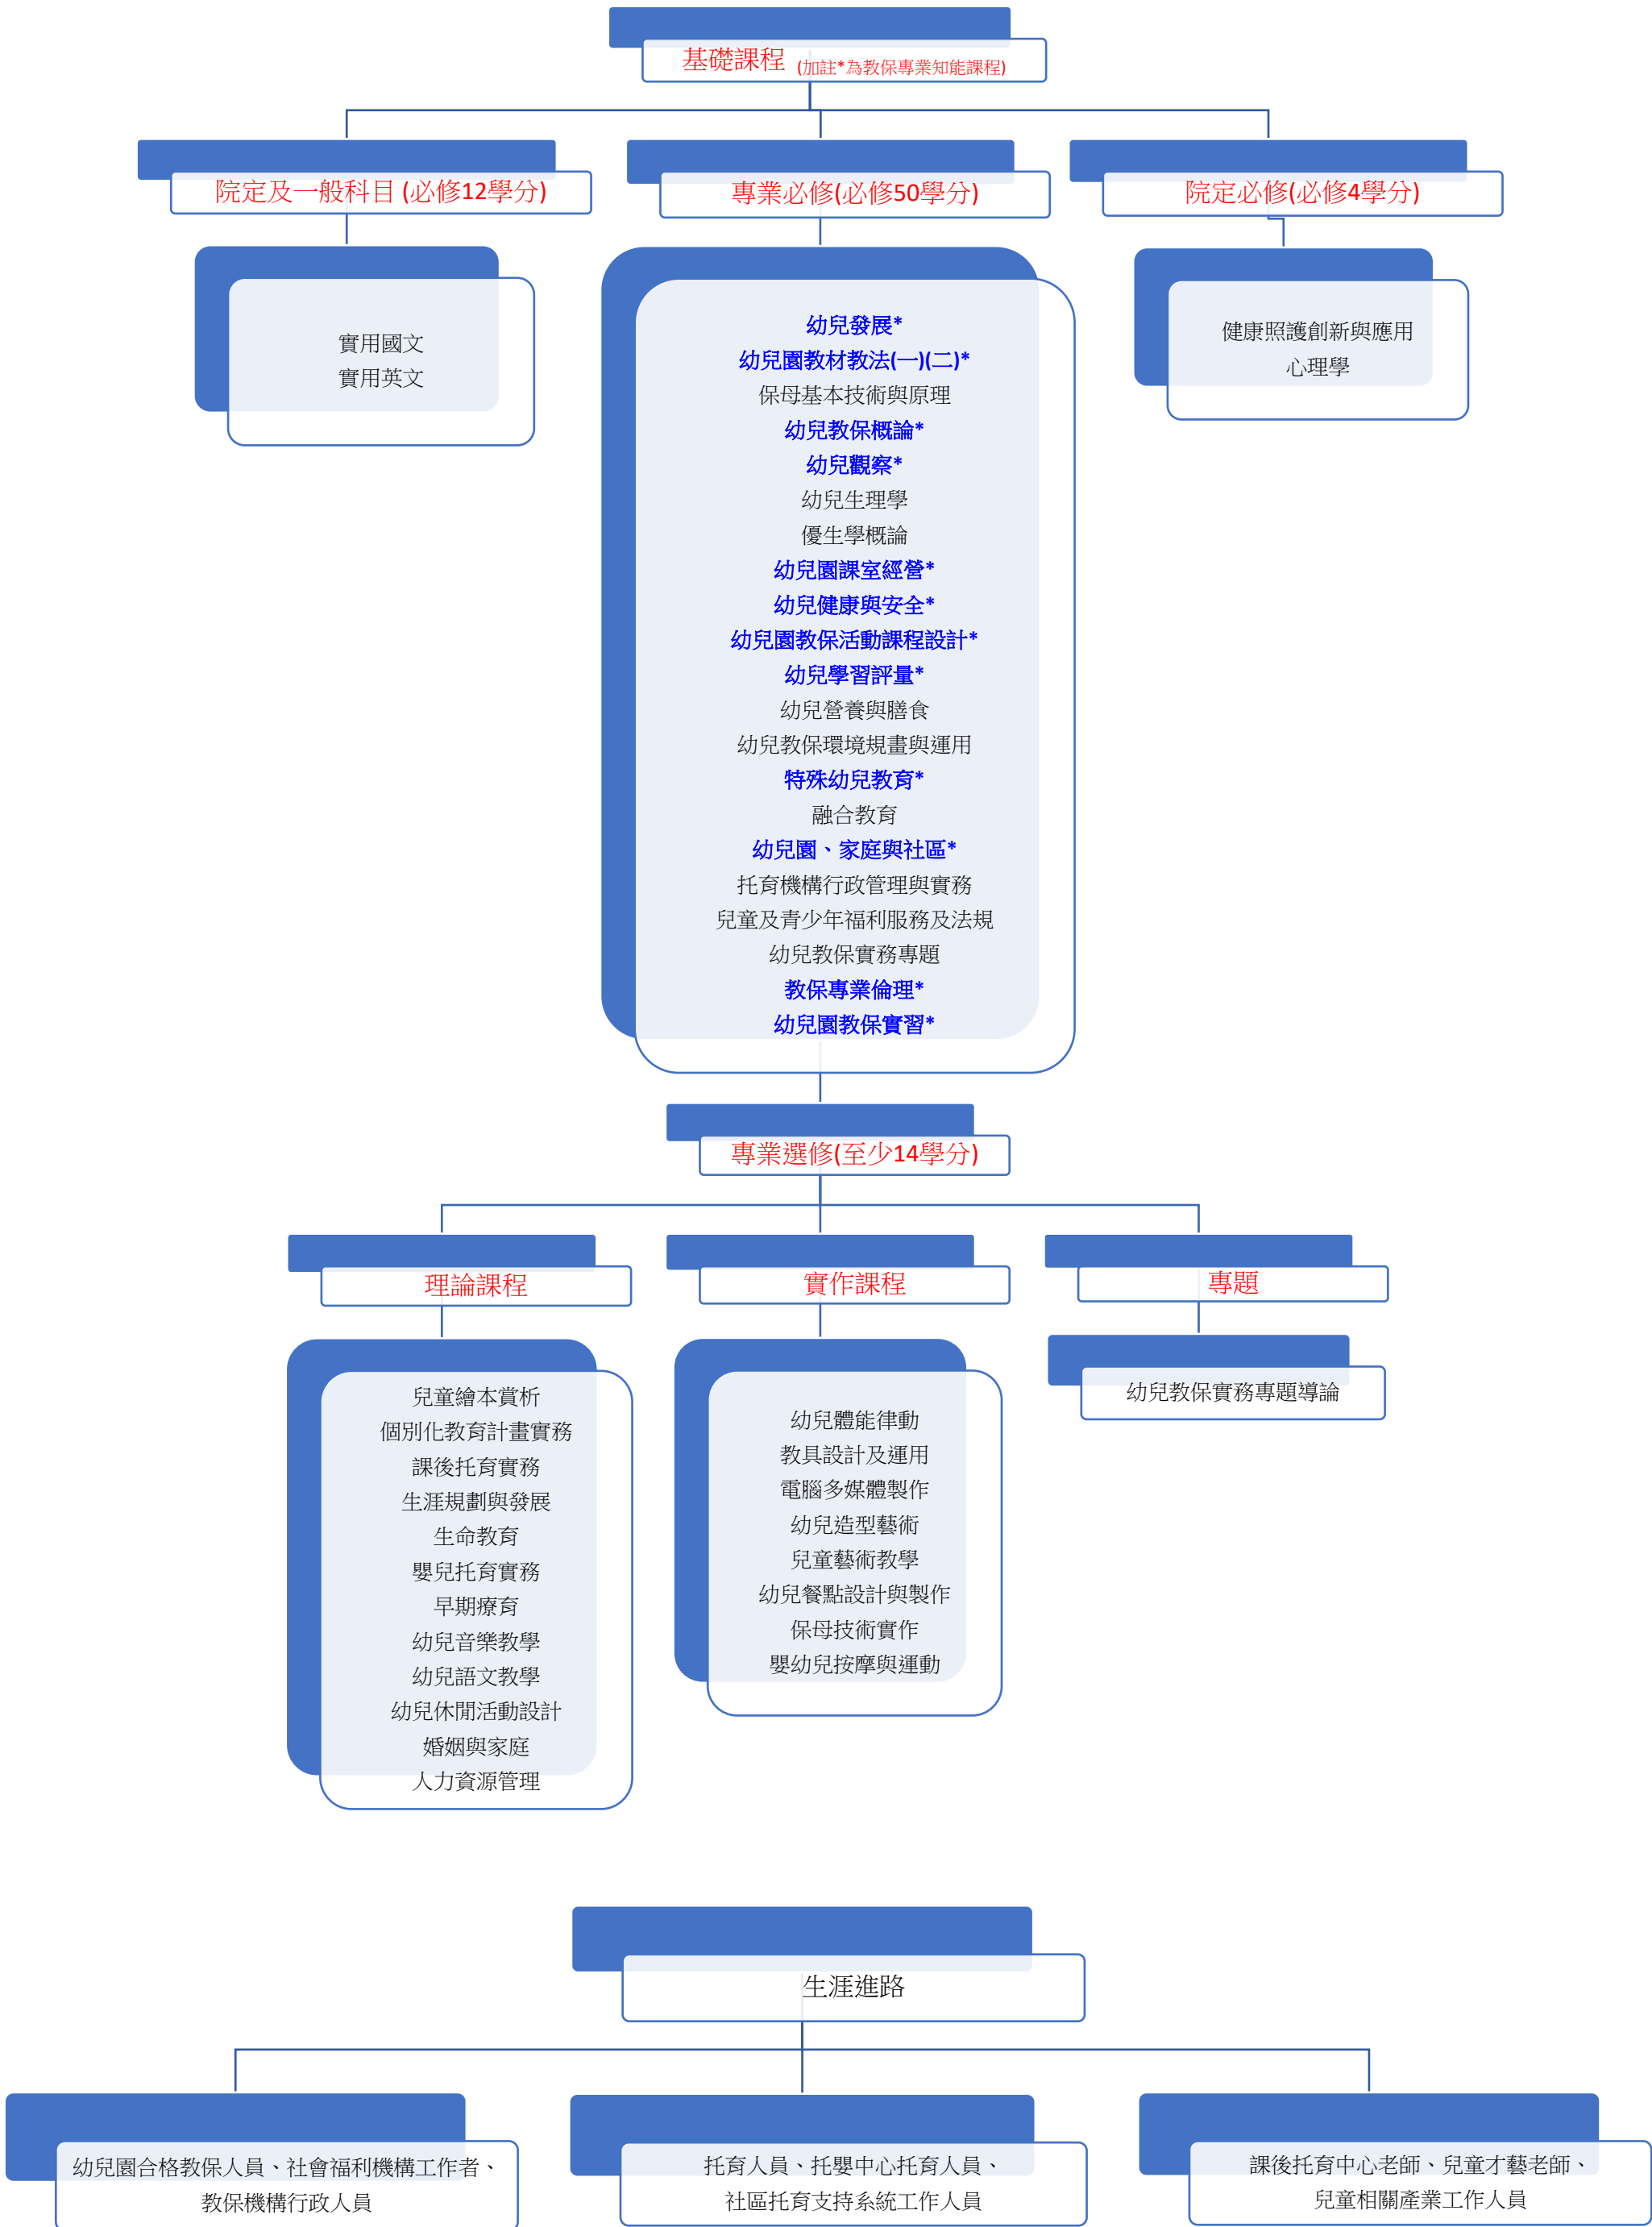 基礎課程 (加註*為教保專業知能課程)
院定及一般科目 (必修12學分)
實用國文
實用英文
專業必修(必修50學分)
幼兒發展*
幼兒園教材教法(一)(二)*
保母基本技術與原理
幼兒教保概論*
幼兒觀察*
幼兒生理學
優生學概論
幼兒園課室經營*
幼兒健康與安全*
幼兒園教保活動課程設計*
幼兒學習評量*
幼兒營養與膳食
幼兒教保環境規畫與運用
特殊幼兒教育*
融合教育
幼兒園、家庭與社區*
托育機構行政管理與實務
兒童及青少年福利服務及法規
幼兒教保實務專題
教保專業倫理*
幼兒園教保實習*
院定必修(必修4學分)
健康照護創新與應用
心理學
專業選修(至少14學分)
理論課程
兒童繪本賞析
個別化教育計畫實務
課後托育實務
生涯規劃與發展
生命教育
嬰兒托育實務
早期療育
幼兒音樂教學
幼兒語文教學
幼兒休閒活動設計
婚姻與家庭
人力資源管理
實作課程
幼兒體能律動
教具設計及運用
電腦多媒體製作
幼兒造型藝術
兒童藝術教學
幼兒餐點設計與製作
保母技術實作
嬰幼兒按摩與運動
專題
幼兒教保實務專題導論
生涯進路
幼兒園合格教保人員、社會福利機構工作者、
教保機構行政人員
托育人員、托嬰中心托育人員、
社區托育支持系統工作人員
課後托育中心老師、兒童才藝老師、
兒童相關產業工作人員